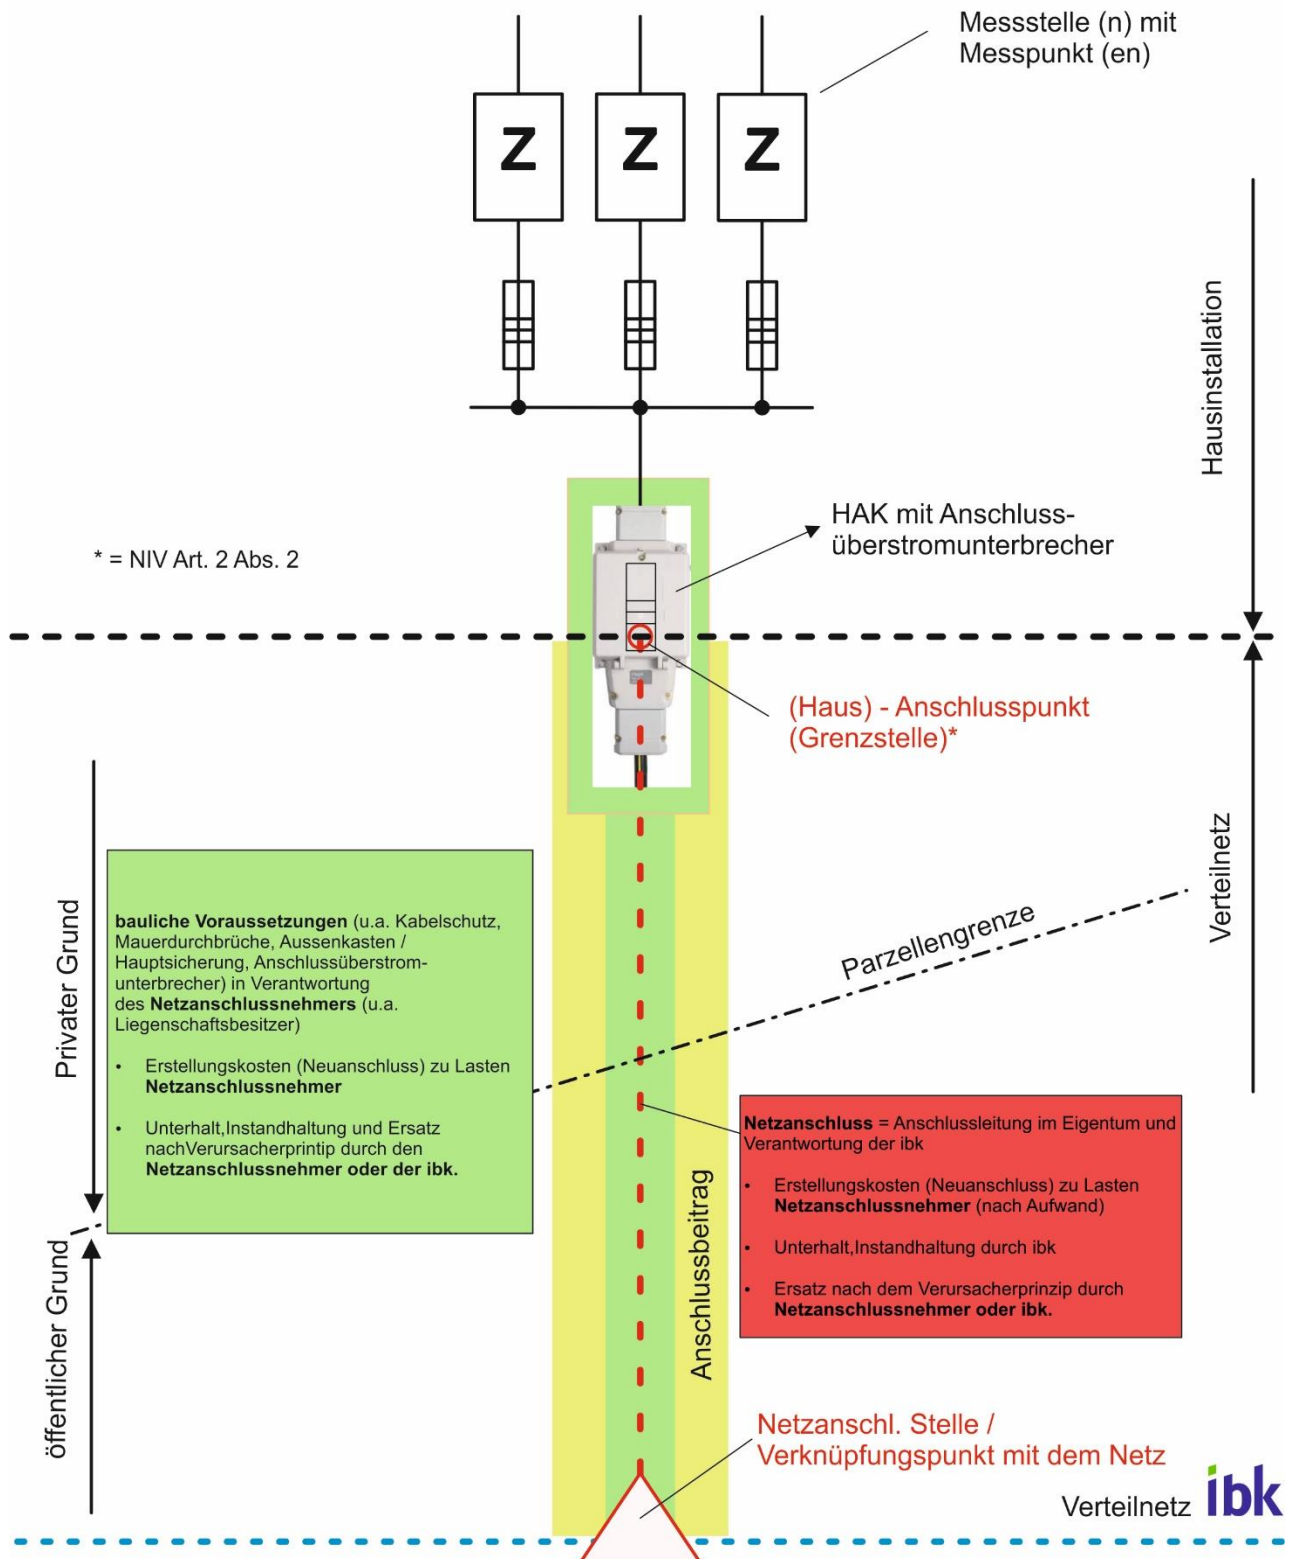 Messstelle (n) mit
Messpunkt (en)
Z
Z
Z
Hausinstallation
HAK mit Anschluss-
überstromunterbrecher
* = NIV Art. 2 Abs. 2
(Haus) - Anschlusspunkt
(Grenzstelle)*
Verteilnetz
Privater Grund
Parzellengrenze
bauliche Voraussetzungen (u.a. Kabelschutz,
Mauerdurchbrüche, Aussenkasten /
Hauptsicherung, Anschlussüberstrom-
unterbrecher) in Verantwortung
des Netzanschlussnehmers (u.a.
Liegenschaftsbesitzer)
• Erstellungskosten (Neuanschluss) zu Lasten
Netzanschlussnehmer
• Unterhalt,Instandhaltung und Ersatz
nachVerursacherprintip durch den
Netzanschlussnehmer oder der ibk.
Netzanschluss = Anschlussleitung im Eigentum und
Verantwortung der ibk
• Erstellungskosten (Neuanschluss) zu Lasten
Netzanschlussnehmer (nach Aufwand)
• Unterhalt,Instandhaltung durch ibk
• Ersatz nach dem Verursacherprinzip durch
Netzanschlussnehmer oder ibk.
Anschlussbeitrag
öffentlicher Grund
Netzanschl. Stelle /
Verknüpfungspunkt mit dem Netz
Verteilnetz ibk